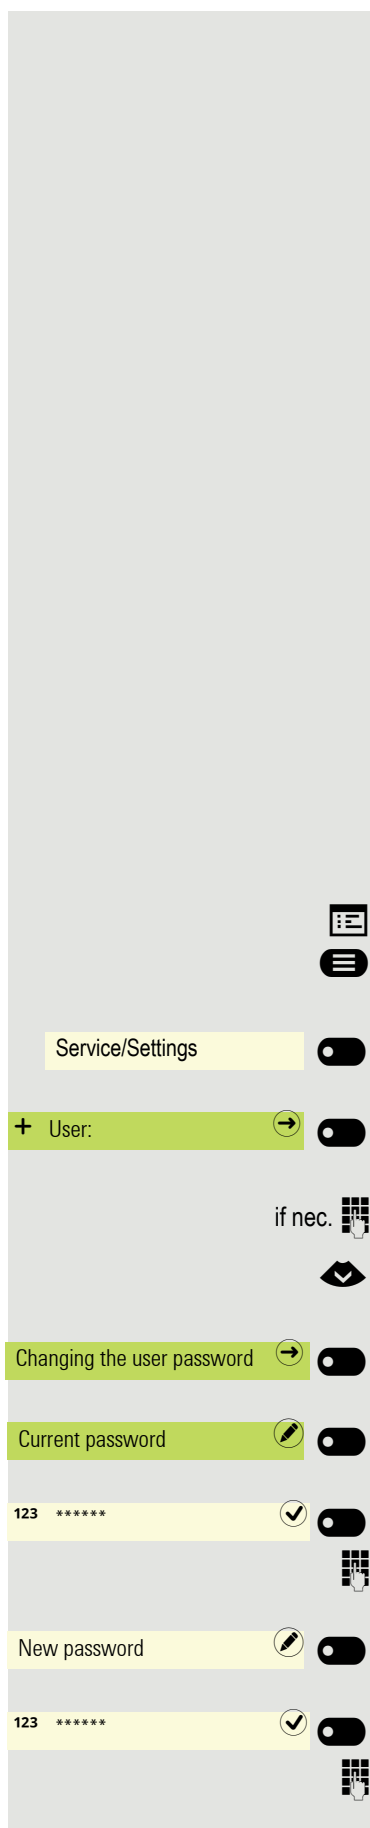 Service/Settings
+ User:
if nec.
Changing the user password
Current password
123 ******
New password
123 ******